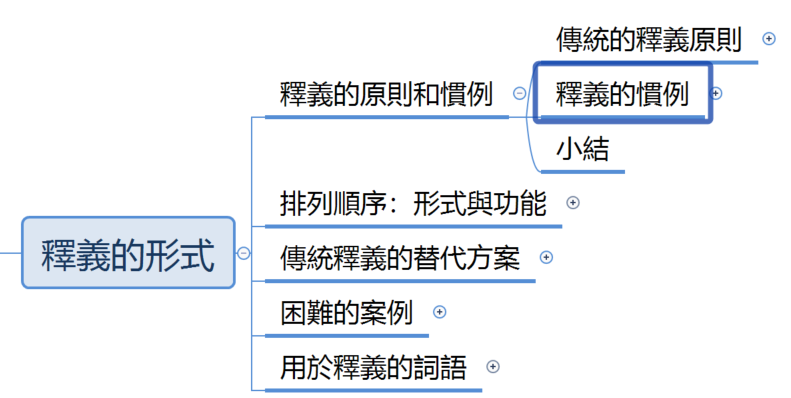 傳統的釋義原則
釋義的原則和慣例
釋義的慣例
小結
排列順序：形式與功能
釋義的形式
傳統釋義的替代方案
困難的案例
用於釋義的詞語